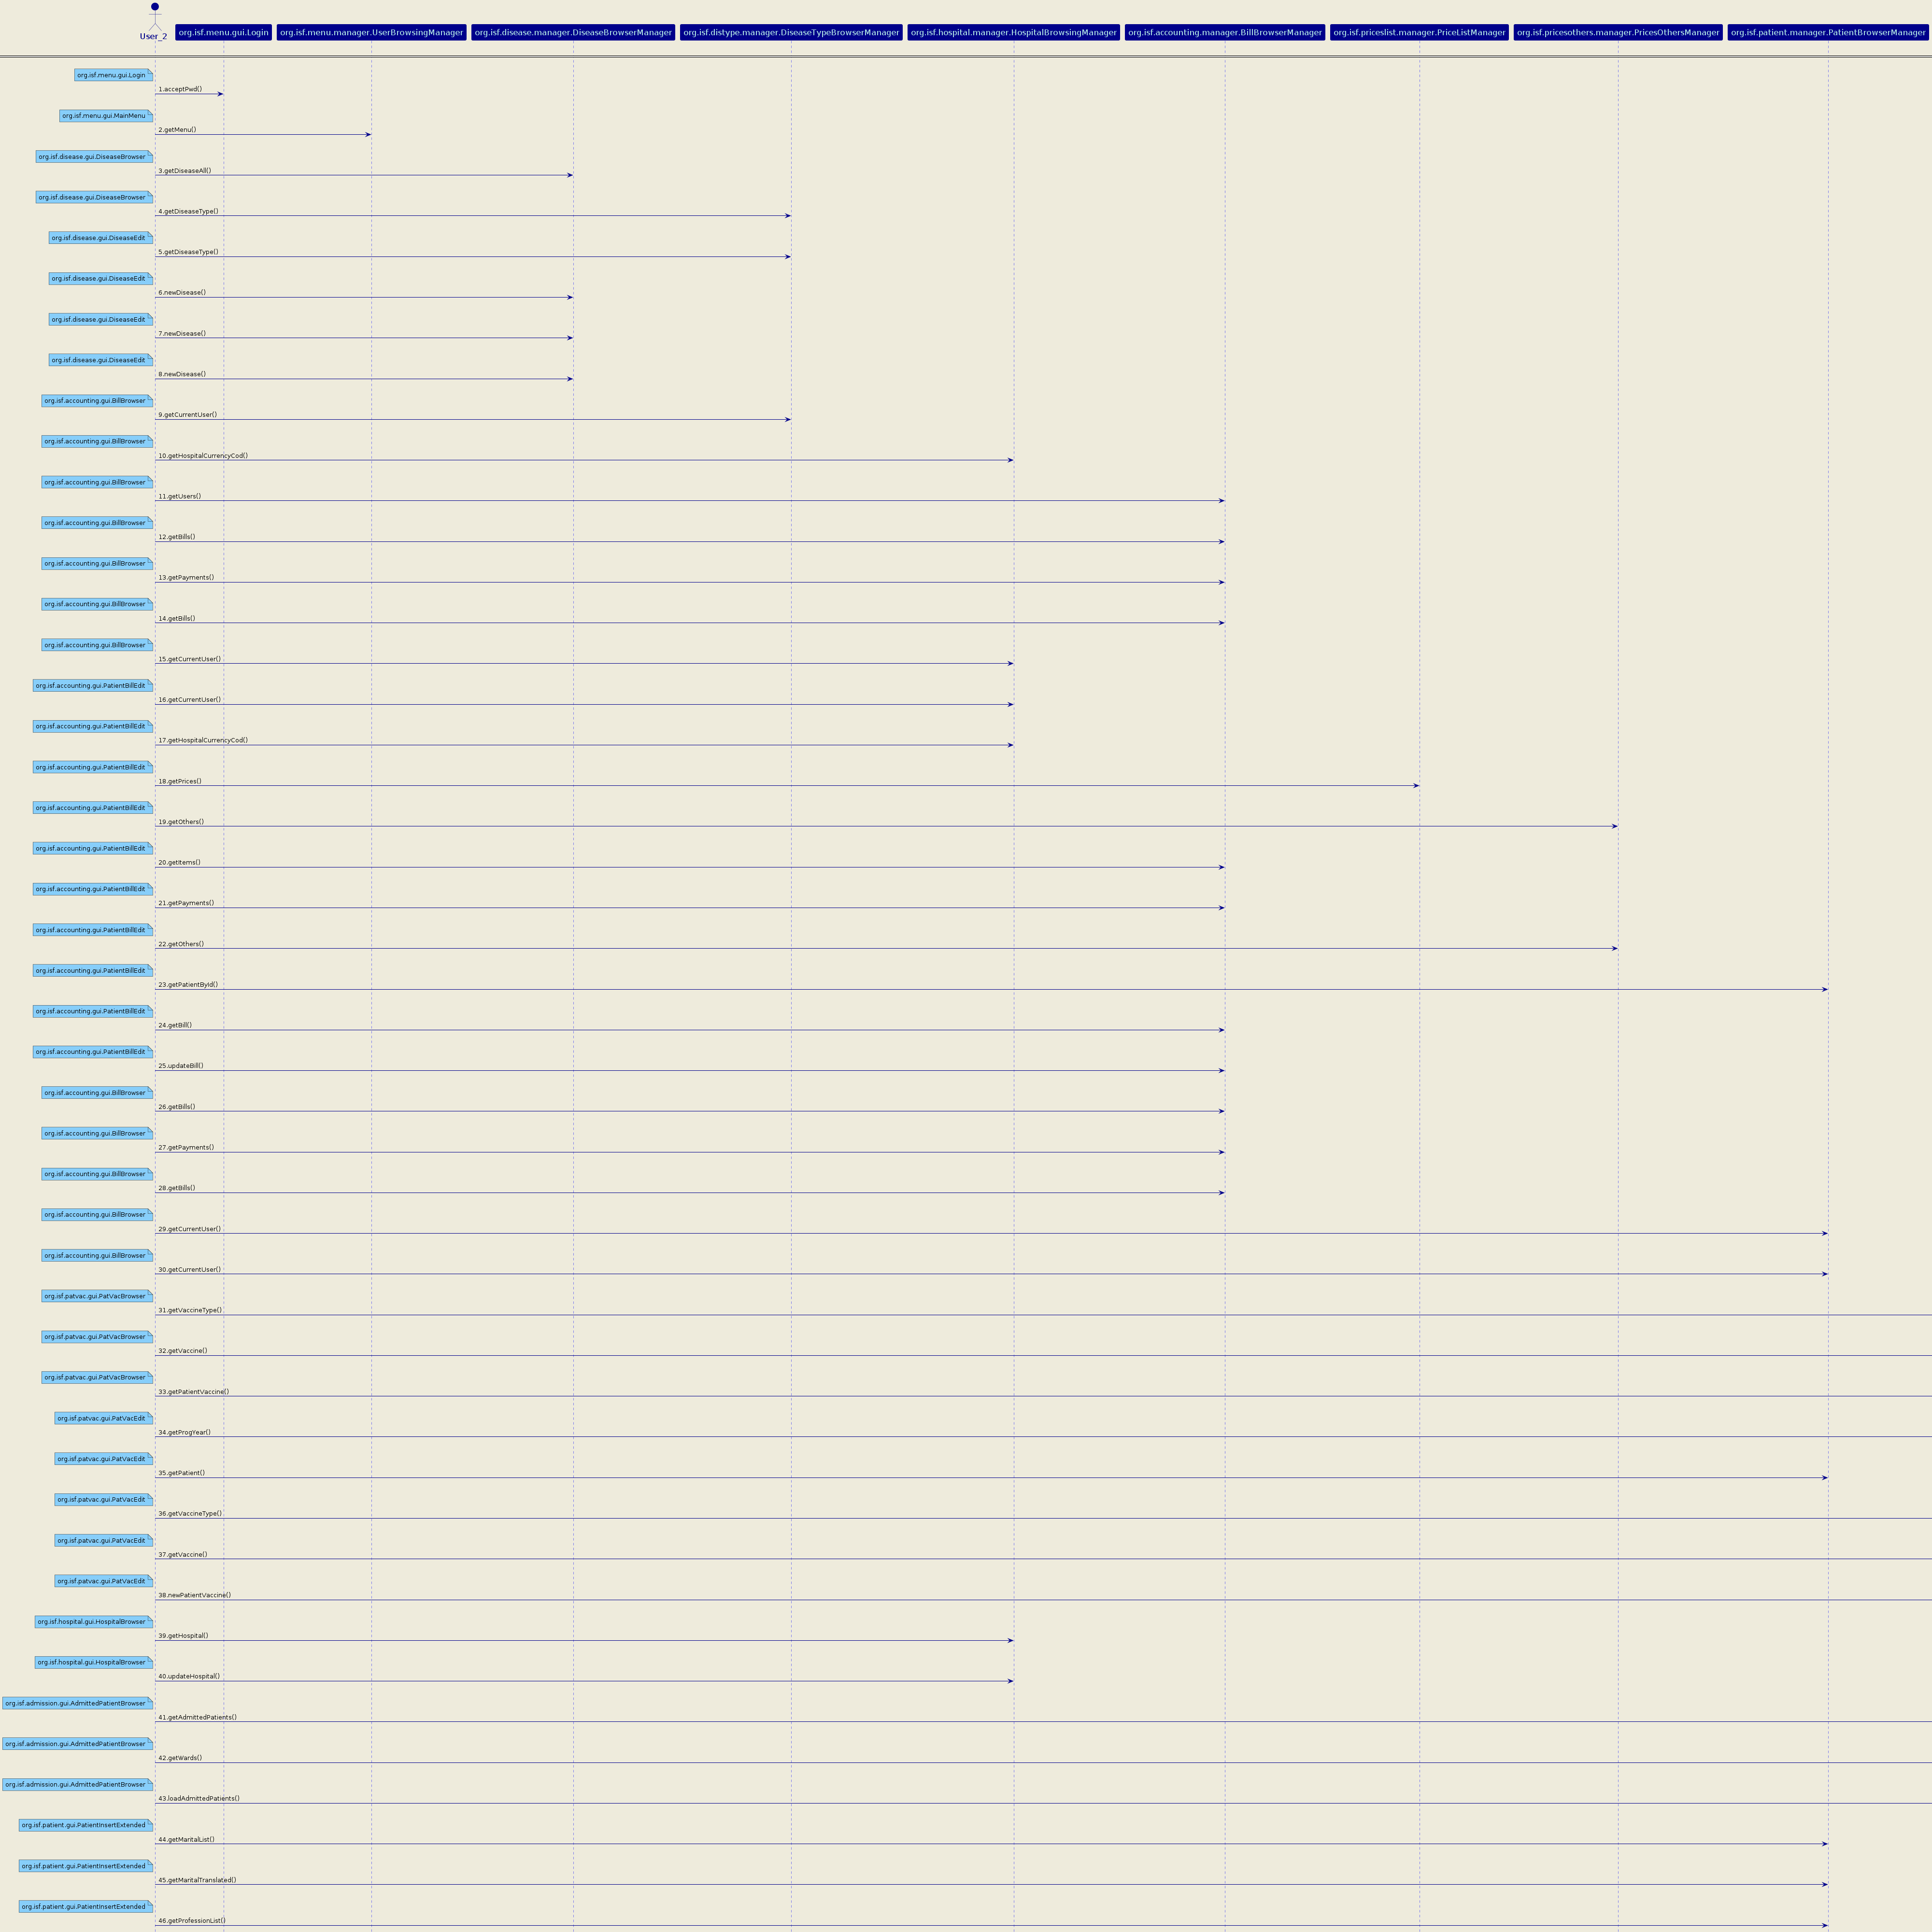 User_2
org.isf.menu.gui.Login
org.isf.menu.manager.UserBrowsingManager
org.isf.disease.manager.DiseaseBrowserManager
org.isf.distype.manager.DiseaseTypeBrowserManager
org.isf.hospital.manager.HospitalBrowsingManager
org.isf.accounting.manager.BillBrowserManager
org.isf.priceslist.manager.PriceListManager
org.isf.pricesothers.manager.PricesOthersManager
org.isf.patient.manager.PatientBrowserManager
org.isf.menu.gui.Login
1.acceptPwd()
org.isf.menu.gui.MainMenu
2.getMenu()
org.isf.disease.gui.DiseaseBrowser
3.getDiseaseAll()
org.isf.disease.gui.DiseaseBrowser
4.getDiseaseType()
org.isf.disease.gui.DiseaseEdit
5.getDiseaseType()
org.isf.disease.gui.DiseaseEdit
6.newDisease()
org.isf.disease.gui.DiseaseEdit
7.newDisease()
org.isf.disease.gui.DiseaseEdit
8.newDisease()
org.isf.accounting.gui.BillBrowser
9.getCurrentUser()
org.isf.accounting.gui.BillBrowser
10.getHospitalCurrencyCod()
org.isf.accounting.gui.BillBrowser
11.getUsers()
org.isf.accounting.gui.BillBrowser
12.getBills()
org.isf.accounting.gui.BillBrowser
13.getPayments()
org.isf.accounting.gui.BillBrowser
14.getBills()
org.isf.accounting.gui.BillBrowser
15.getCurrentUser()
org.isf.accounting.gui.PatientBillEdit
16.getCurrentUser()
org.isf.accounting.gui.PatientBillEdit
17.getHospitalCurrencyCod()
org.isf.accounting.gui.PatientBillEdit
18.getPrices()
org.isf.accounting.gui.PatientBillEdit
19.getOthers()
org.isf.accounting.gui.PatientBillEdit
20.getItems()
org.isf.accounting.gui.PatientBillEdit
21.getPayments()
org.isf.accounting.gui.PatientBillEdit
22.getOthers()
org.isf.accounting.gui.PatientBillEdit
23.getPatientById()
org.isf.accounting.gui.PatientBillEdit
24.getBill()
org.isf.accounting.gui.PatientBillEdit
25.updateBill()
org.isf.accounting.gui.BillBrowser
26.getBills()
org.isf.accounting.gui.BillBrowser
27.getPayments()
org.isf.accounting.gui.BillBrowser
28.getBills()
org.isf.accounting.gui.BillBrowser
29.getCurrentUser()
org.isf.accounting.gui.BillBrowser
30.getCurrentUser()
org.isf.patvac.gui.PatVacBrowser
31.getVaccineType()
org.isf.patvac.gui.PatVacBrowser
32.getVaccine()
org.isf.patvac.gui.PatVacBrowser
33.getPatientVaccine()
org.isf.patvac.gui.PatVacEdit
34.getProgYear()
org.isf.patvac.gui.PatVacEdit
35.getPatient()
org.isf.patvac.gui.PatVacEdit
36.getVaccineType()
org.isf.patvac.gui.PatVacEdit
37.getVaccine()
org.isf.patvac.gui.PatVacEdit
38.newPatientVaccine()
org.isf.hospital.gui.HospitalBrowser
39.getHospital()
org.isf.hospital.gui.HospitalBrowser
40.updateHospital()
org.isf.admission.gui.AdmittedPatientBrowser
41.getAdmittedPatients()
org.isf.admission.gui.AdmittedPatientBrowser
42.getWards()
org.isf.admission.gui.AdmittedPatientBrowser
43.loadAdmittedPatients()
org.isf.patient.gui.PatientInsertExtended
44.getMaritalList()
org.isf.patient.gui.PatientInsertExtended
45.getMaritalTranslated()
org.isf.patient.gui.PatientInsertExtended
46.getProfessionList()